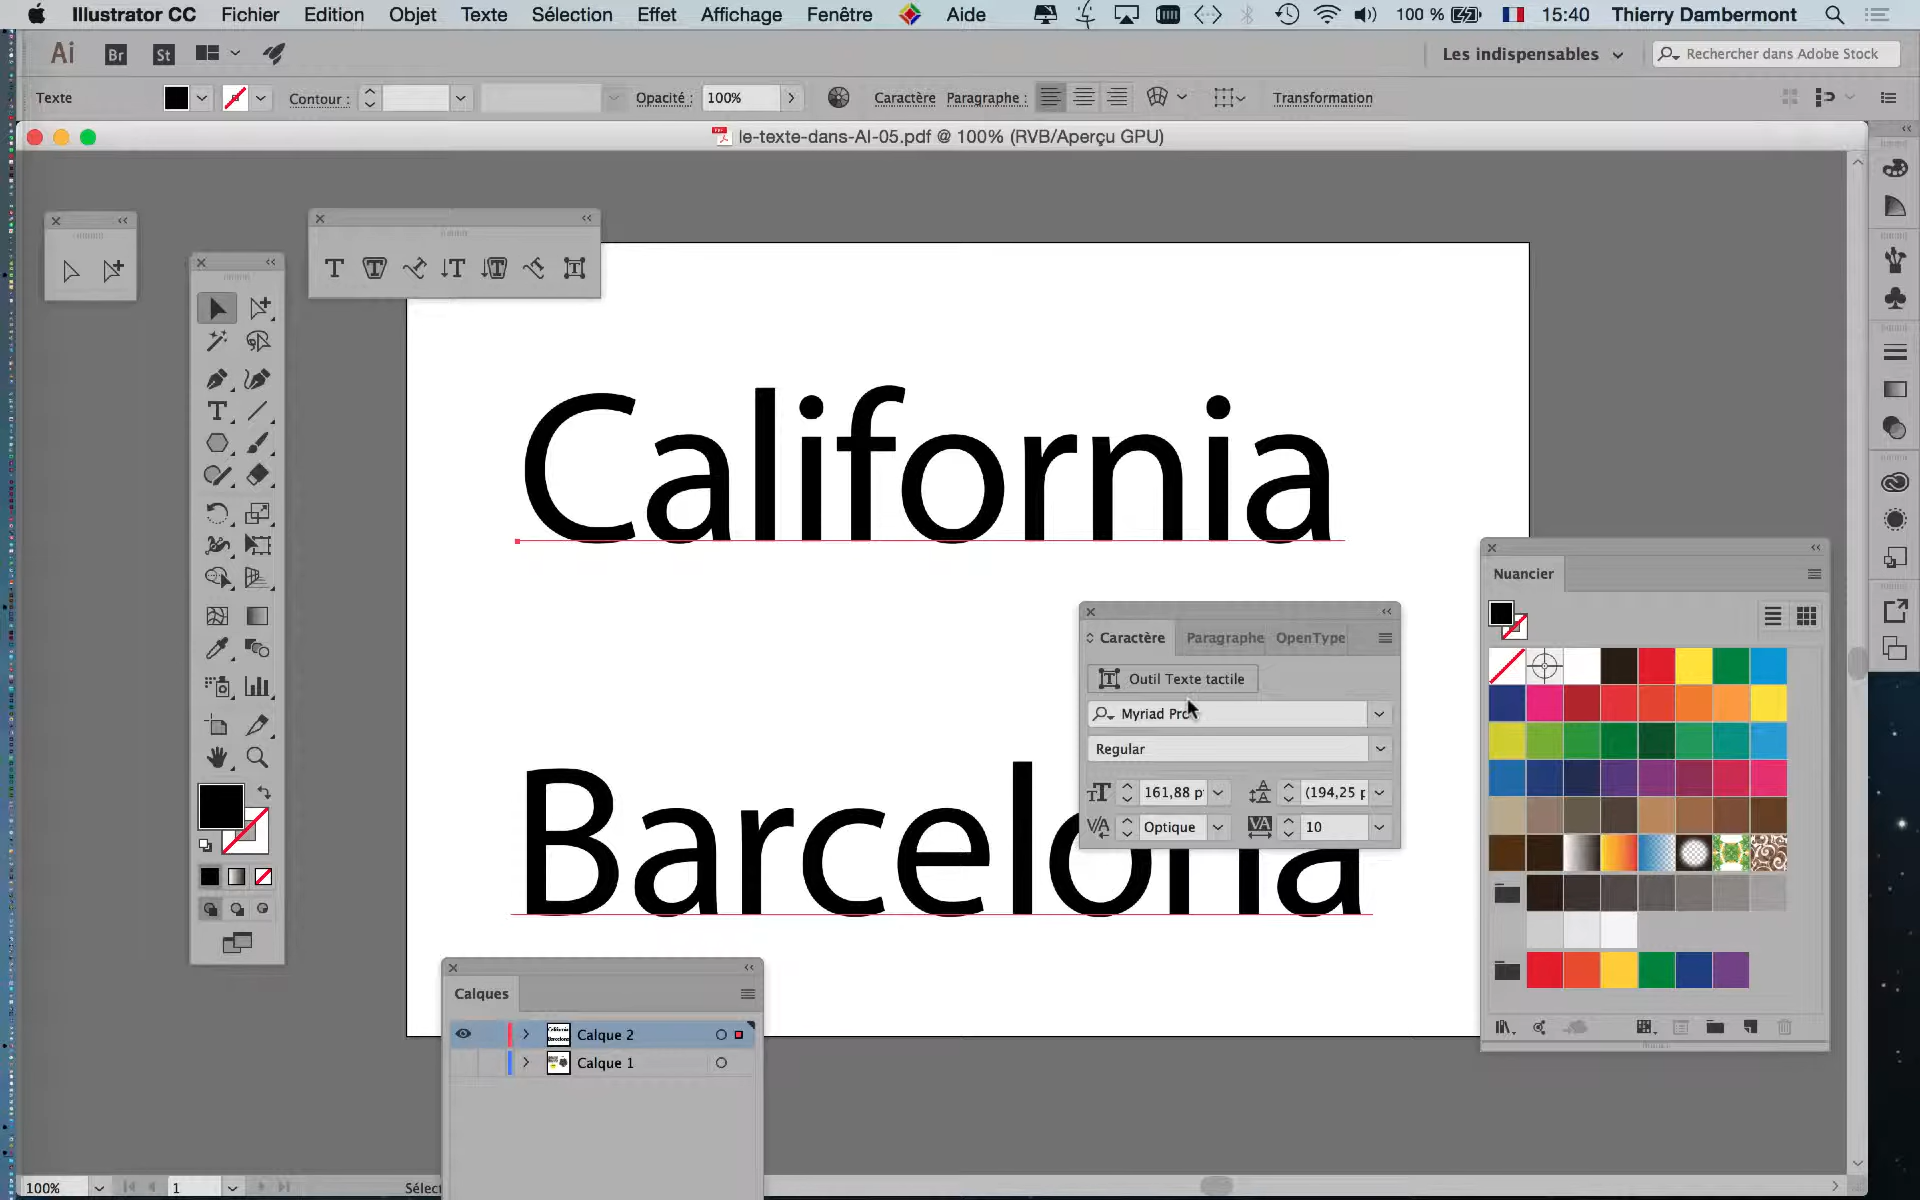 Illustrator CC Fichier Edition Objet Texte Sélection Effet Affichage Fenêtre Aide 100 % 15:40 Thierry Dambermont
Ai Br St Les indispensables Rechercher dans Adobe Stock
Texte Contour : Opacité : 100% Caractère Paragraphe : Transformation
le-texte-dans-AI-05.pdf @ 100% (RVB/Aperçu GPU)
California
Nuancier
Caractère Paragraphe OpenType
Outil Texte tactile
Myriad Pro
Regular
161,88 p (194,25 p
Optique 10
Barcelona
Calques
Calque 2
Calque 1
100% 1 Sélect